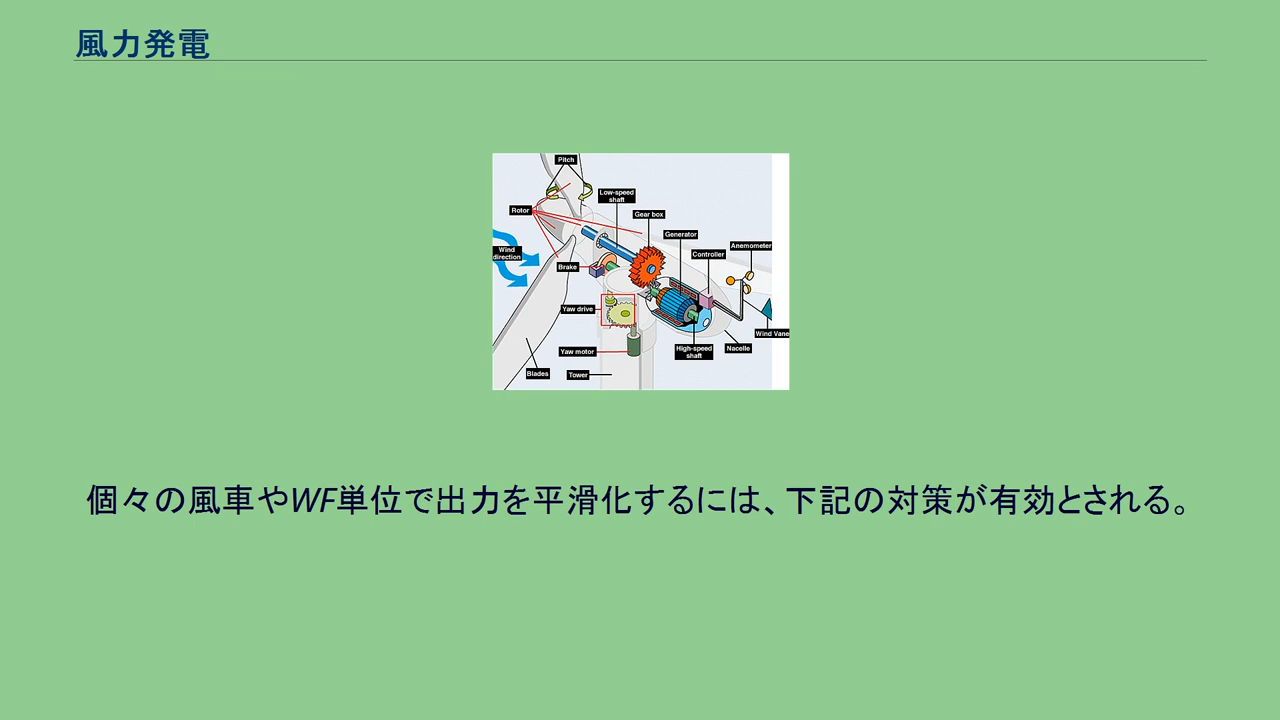 風力発電
Pitch
Low-speed
shaft
Rotor
Gear box
Generator
Anemometer
Wind
direction
Controller
Brake
Yaw drive
Wind Vane
Yaw motor
High-speed
shaft
Nacelle
Blades
Tower
個々の風車やWF単位で出力を平滑化するには、下記の対策が有効とされる。